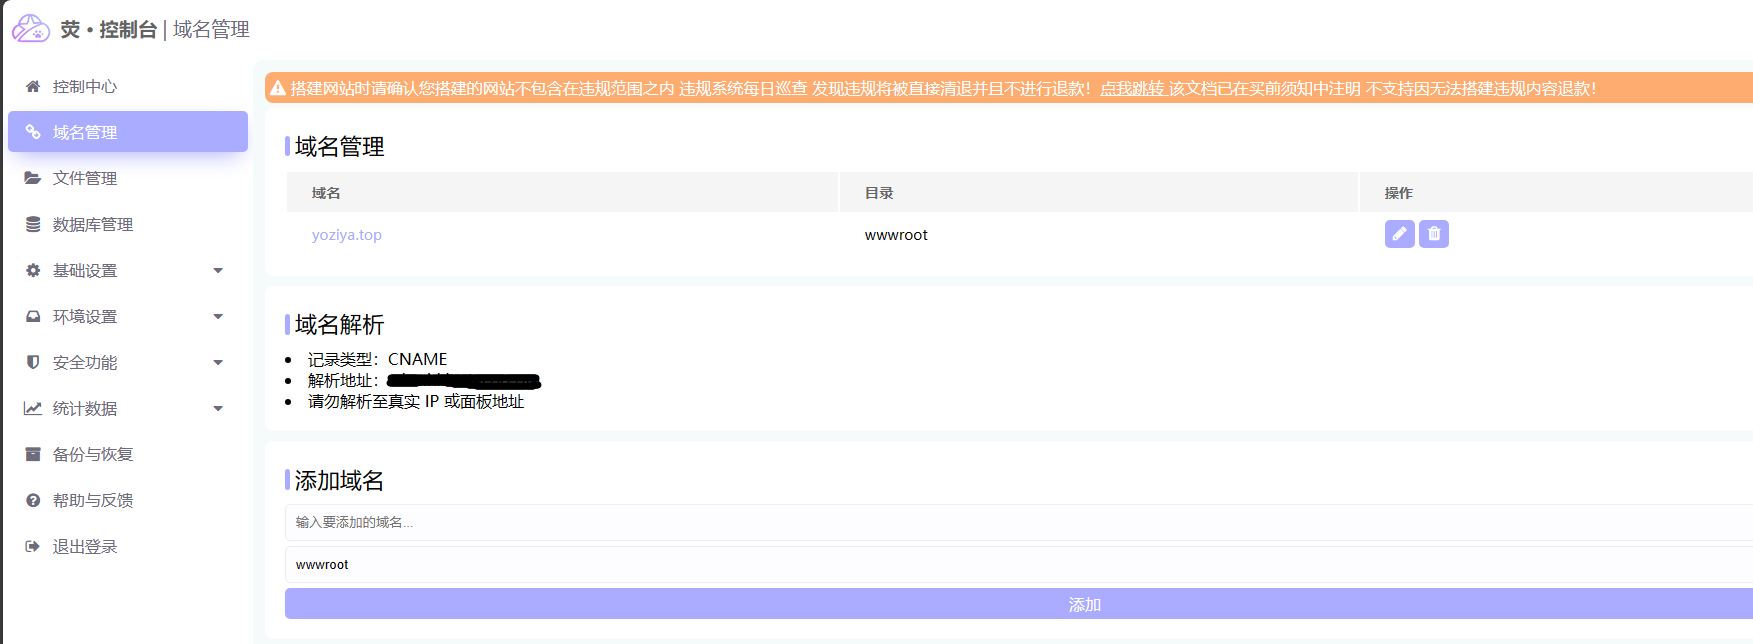 荧·控制台 | 域名管理
控制中心
域名管理
文件管理
数据库管理
基础设置
环境设置
安全功能
统计数据
备份与恢复
帮助与反馈
退出登录
搭建网站时请确认您搭建的网站不包含在违规范围之内 违规系统每日巡查 发现违规将被直接清退并且不进行退款！点我跳转 该文档已在买前须知中注明 不支持因无法搭建违规内容退款！
域名管理
域名 目录 操作
yoziya.top wwwroot
域名解析
记录类型：CNAME
解析地址：
请勿解析至真实 IP 或面板地址
添加域名
输入要添加的域名...
wwwroot
添加